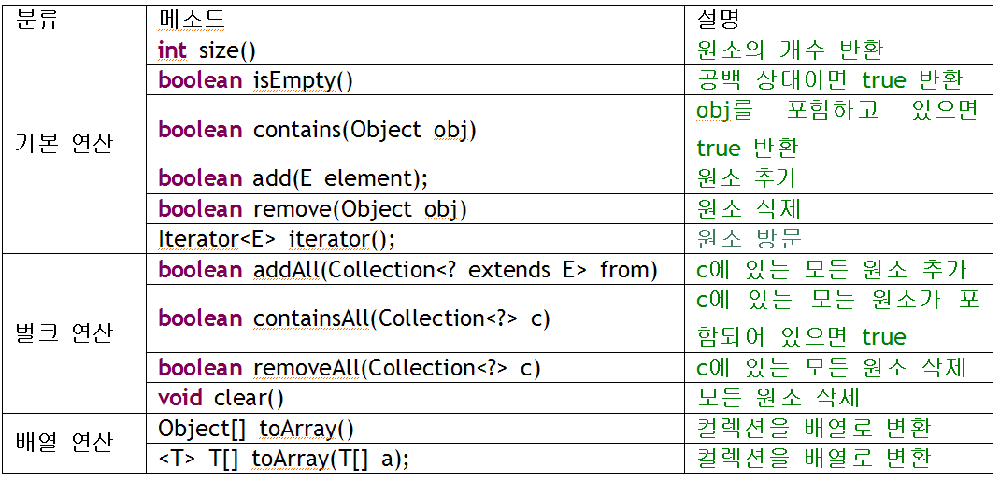 분류 메소드 설명
기본 연산
int size() 원소의 개수 반환
boolean isEmpty() 공백 상태이면 true 반환
boolean contains(Object obj) obj를 포함하고 있으면
true 반환
boolean add(E element); 원소 추가
boolean remove(Object obj) 원소 삭제
Iterator<E> iterator(); 원소 방문
벌크 연산
boolean addAll(Collection<? extends E> from) c에 있는 모든 원소 추가
boolean containsAll(Collection<?> c) c에 있는 모든 원소가 포
함되어 있으면 true
boolean removeAll(Collection<?> c) c에 있는 모든 원소 삭제
void clear() 모든 원소 삭제
배열 연산
Object[] toArray() 컬렉션을 배열로 변환
<T> T[] toArray(T[] a); 컬렉션을 배열로 변환